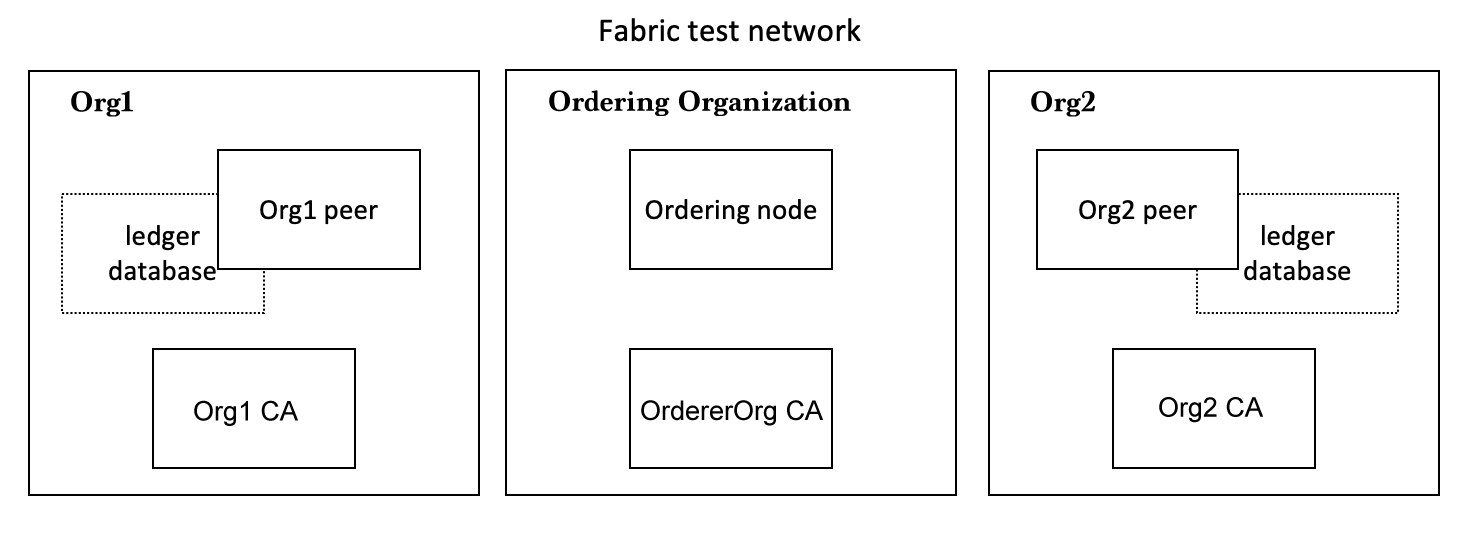 Fabric test network
Org1
Org1 peer
ledger
database
Org1 CA
Ordering Organization
Ordering node
OrdererOrg CA
Org2
Org2 peer
ledger
database
Org2 CA